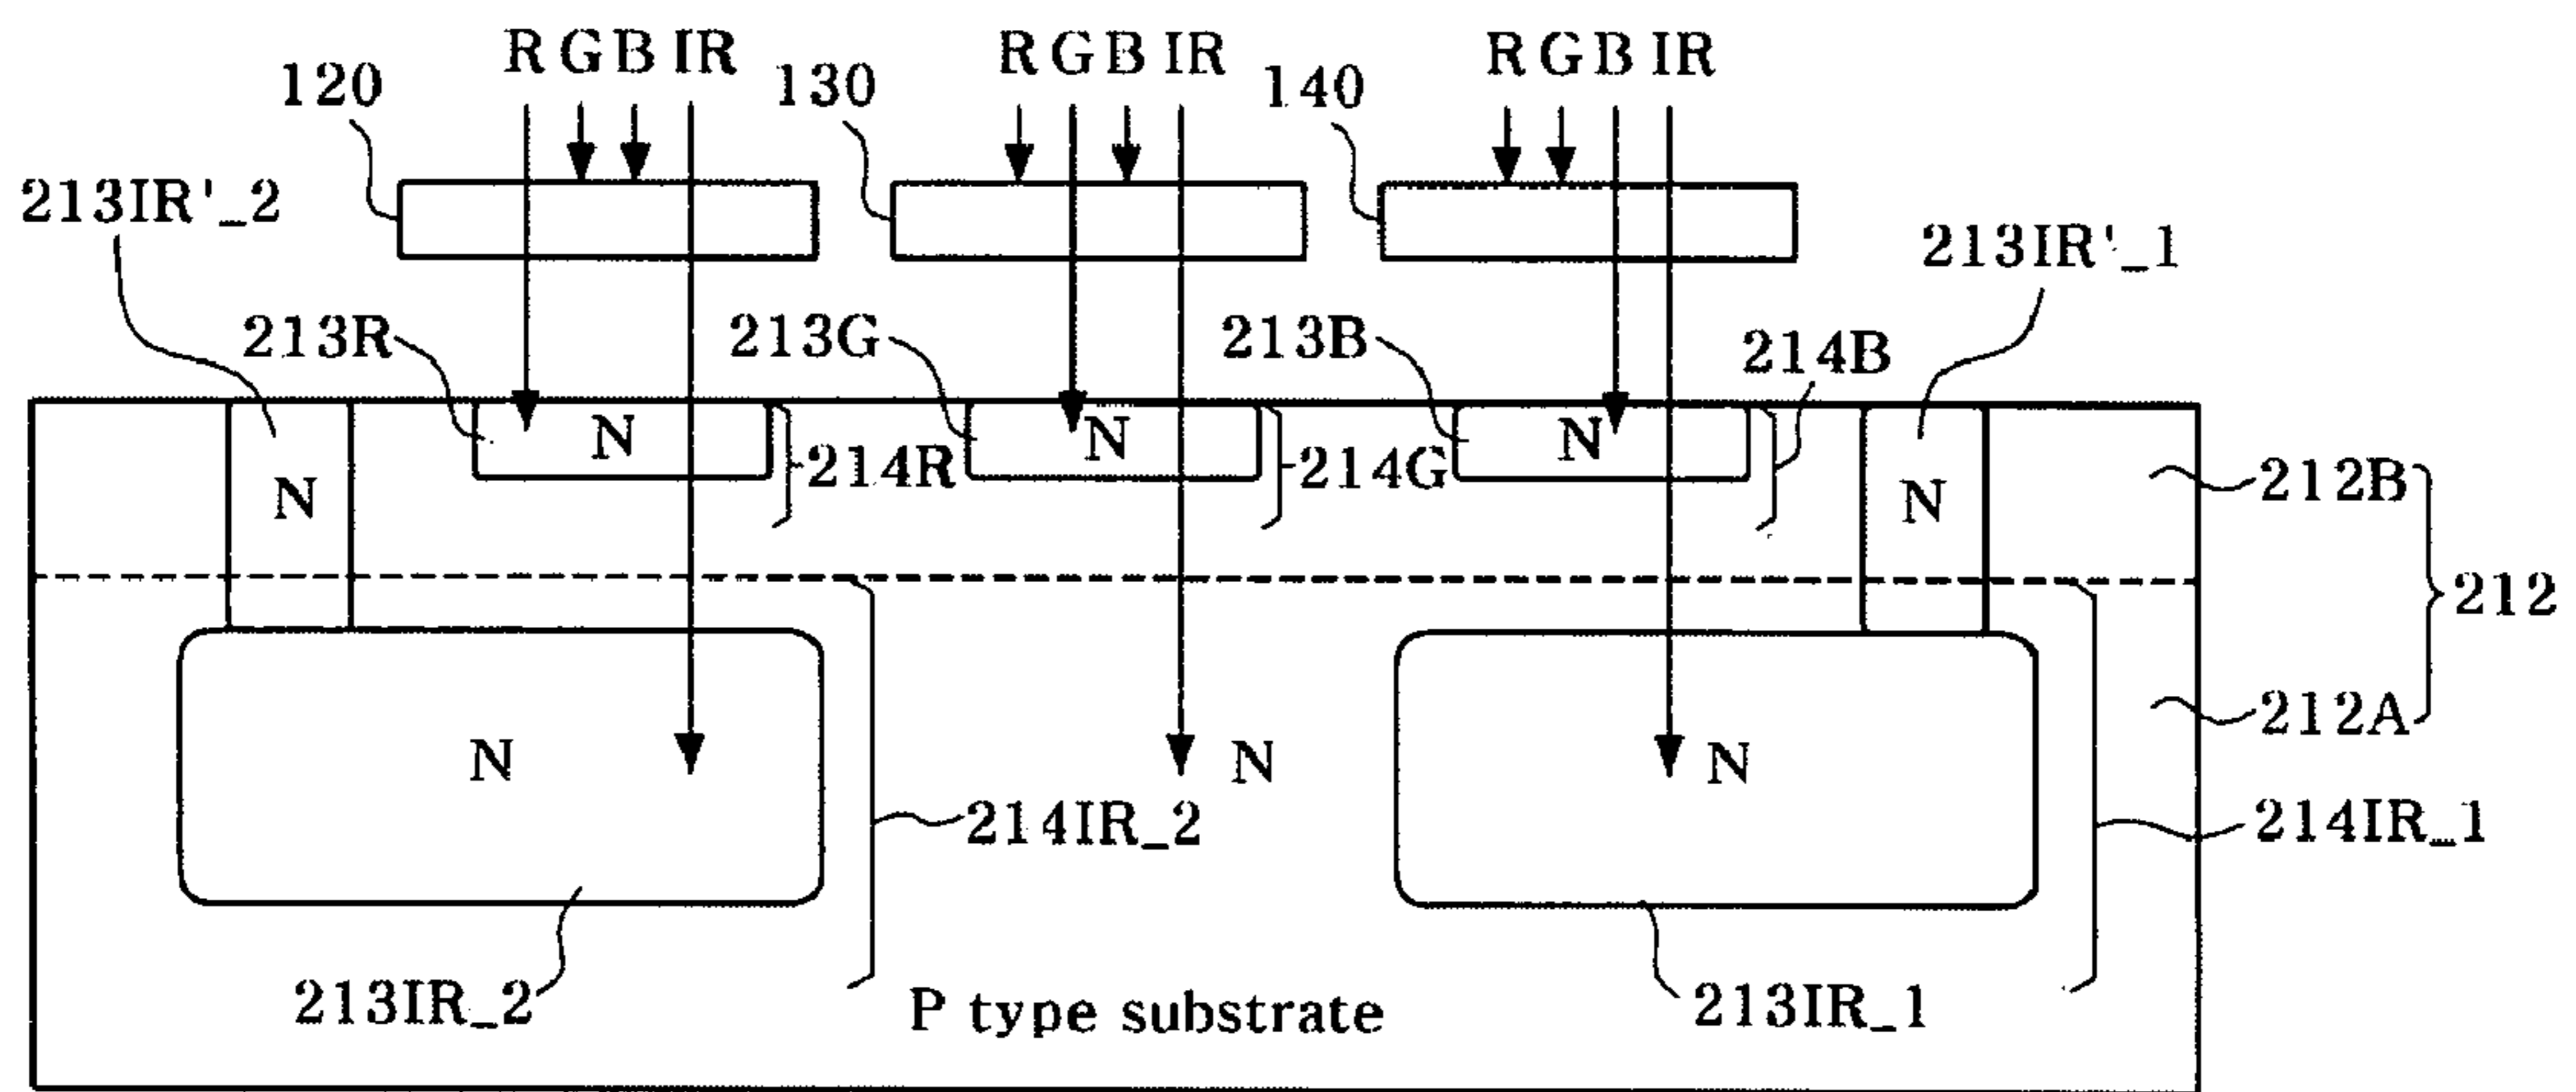 R G B IR
R G B IR
R G B IR
120
130
140
213IR'_2
213IR'_1
213R
213G
213B
214B
N
N
N
214R
214G
N
N
212B
212
212A
N
N
N
214IR_2
214IR_1
213IR_2
P type substrate
213IR_1